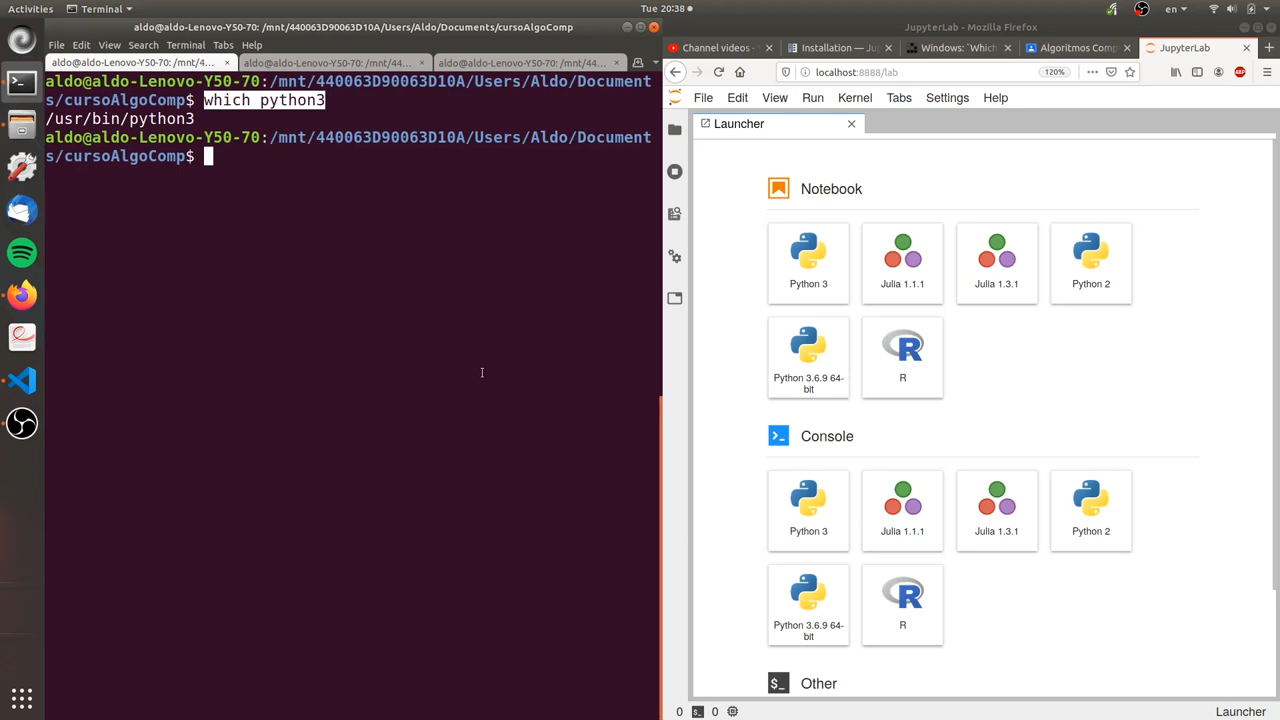 Activities
Terminal
Tue 20:38
en
aldo@aldo-Lenovo-Y50-70: /mnt/440063D90063D10A/Users/Aldo/Documents/cursoAlgoComp
File Edit View Search Terminal Tabs Help
aldo@aldo-Lenovo-Y50-70: /mnt/4...
aldo@aldo-Lenovo-Y50-70: /mnt/44...
aldo@aldo-Lenovo-Y50-70: /mnt/44...
aldo@aldo-Lenovo-Y50-70:/mnt/440063D90063D10A/Users/Aldo/Document
s/cursoAlgoComp$ which python3
/usr/bin/python3
aldo@aldo-Lenovo-Y50-70:/mnt/440063D90063D10A/Users/Aldo/Document
s/cursoAlgoComp$
JupyterLab - Mozilla Firefox
Channel videos -
Installation —
Windows: `Which
Algoritmos Comp
JupyterLab
localhost:8888/lab
120%
ABP
File Edit View Run Kernel Tabs Settings Help
Launcher
Notebook
Python 3
Julia 1.1.1
Julia 1.3.1
Python 2
Python 3.6.9 64-
bit
R
Console
Python 3
Julia 1.1.1
Julia 1.3.1
Python 2
Python 3.6.9 64-
bit
R
$_ Other
0 $_ 0
Launcher